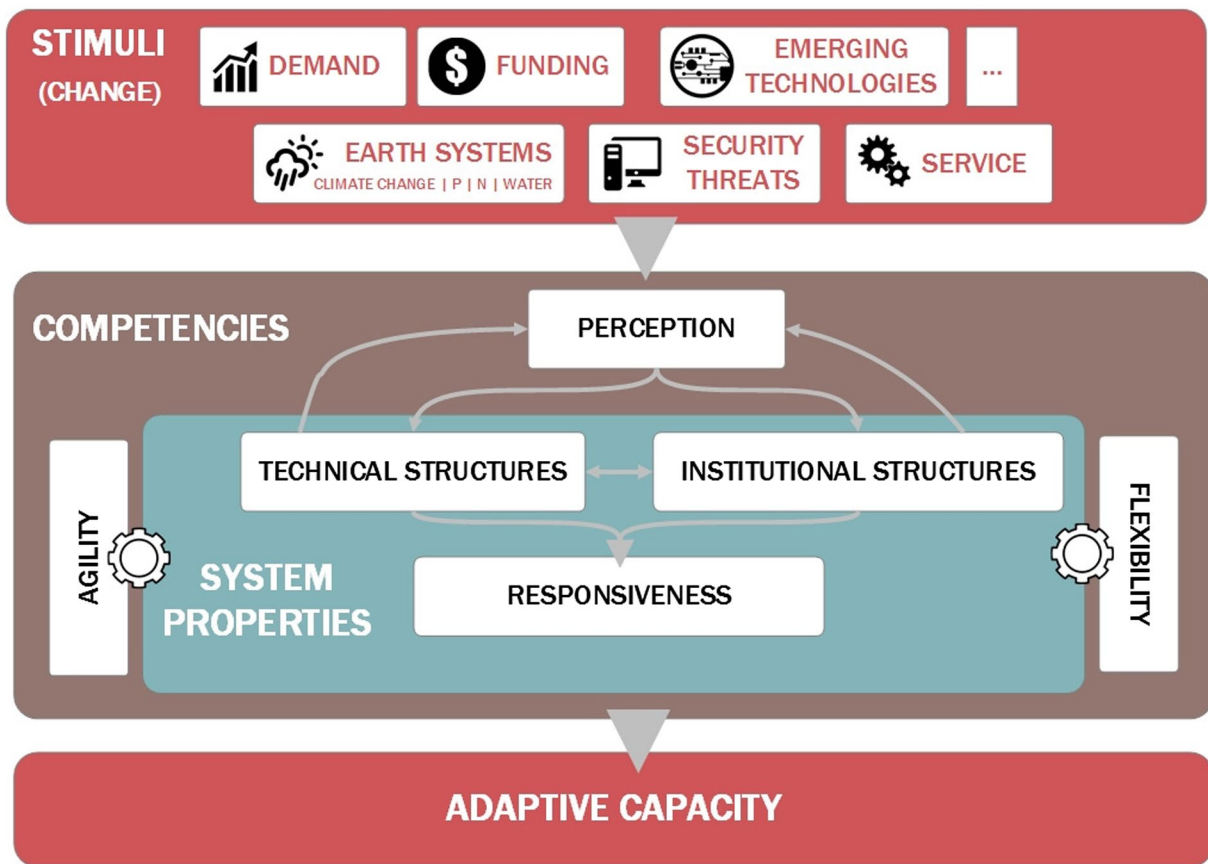 STIMULI
(CHANGE)
DEMAND
$ FUNDING
EMERGING
TECHNOLOGIES
...
EARTH SYSTEMS
CLIMATE CHANGE | P | N | WATER
SECURITY
THREATS
SERVICE
COMPETENCIES
PERCEPTION
TECHNICAL STRUCTURES
INSTITUTIONAL STRUCTURES
AGILITY
FLEXIBILITY
SYSTEM
PROPERTIES
RESPONSIVENESS
ADAPTIVE CAPACITY